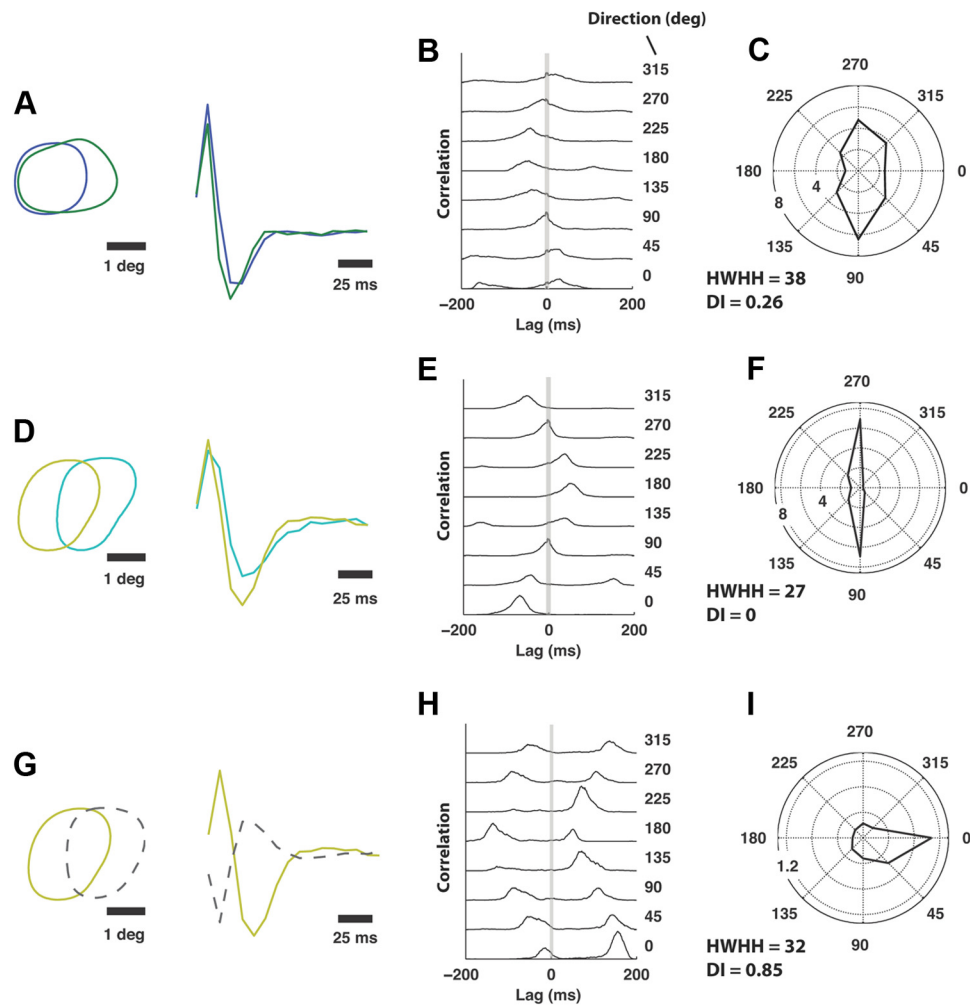 Direction (deg)
A
1 deg
25 ms
B
Correlation
315
270
225
180
135
90
45
0
−200
0
200
Lag (ms)
C
270
225
315
180
4
0
8
135
45
90
HWHH = 38
DI = 0.26
D
1 deg
25 ms
E
Correlation
315
270
225
180
135
90
45
0
−200
0
200
Lag (ms)
F
270
225
315
180
4
0
8
135
45
90
HWHH = 27
DI = 0
G
1 deg
25 ms
H
Correlation
315
270
225
180
135
90
45
0
−200
0
200
Lag (ms)
I
270
225
315
180
0
1.2
135
45
90
HWHH = 32
DI = 0.85